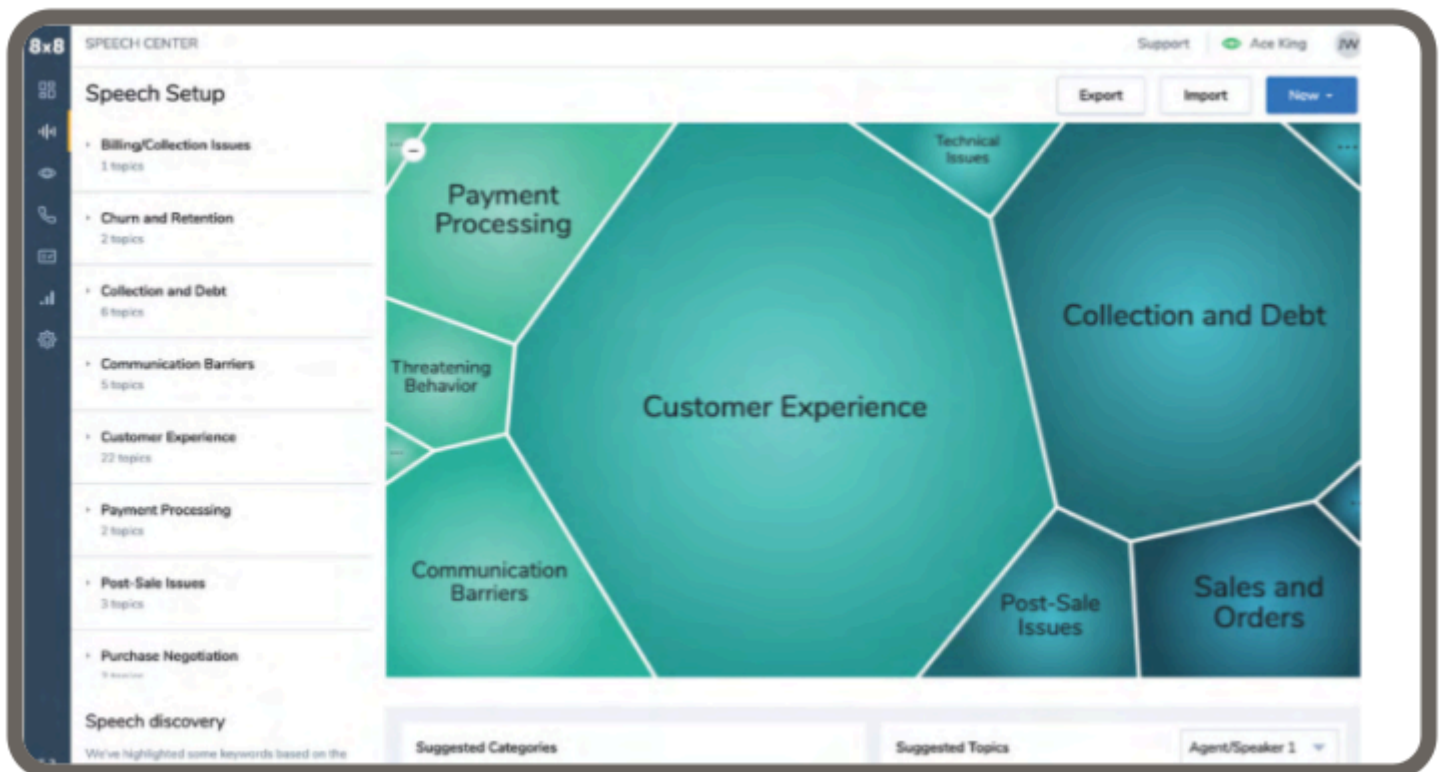 8x8
SPEECH CENTER
Support
Ace King
JW
Speech Setup
Export
Import
New
Billing/Collection Issues
1 topics
Churn and Retention
2 topics
Collection and Debt
6 topics
Communication Barriers
5 topics
Customer Experience
22 topics
Payment Processing
2 topics
Post-Sale Issues
3 topics
Purchase Negotiation
Speech discovery
We've highlighted some keywords based on the
...
Payment
Processing
Technical
Issues
...
Threatening
Behavior
...
Customer Experience
Collection and Debt
Communication
Barriers
Post-Sale
Issues
Sales and
Orders
Suggested Categories
Suggested Topics
Agent/Speaker 1